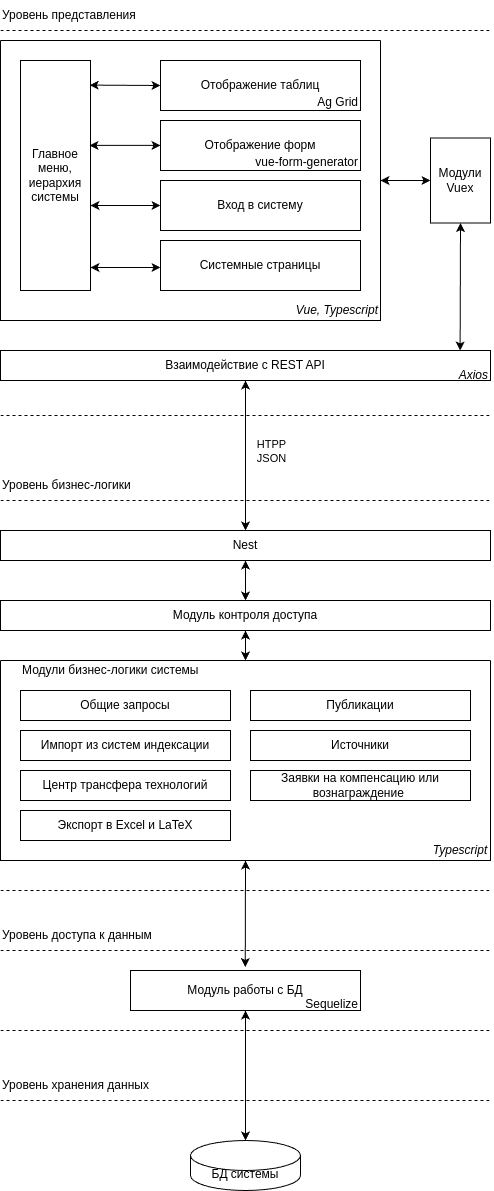 Уровень представления
Отображение таблиц
Ag Grid
Главное
меню,
иерархия
системы
Отображение форм
vue-form-generator
Модули
Vuex
Вход в систему
Системные страницы
Vue, Typescript
Взаимодействие с REST API
Axios
HTPP
JSON
Уровень бизнес-логики
Nest
Модуль контроля доступа
Модули бизнес-логики системы
Общие запросы
Публикации
Импорт из систем индексации
Источники
Центр трансфера технологий
Заявки на компенсацию или
вознаграждение
Экспорт в Excel и LaTeX
Typescript
Уровень доступа к данным
Модуль работы с БД
Sequelize
Уровень хранения данных
БД системы